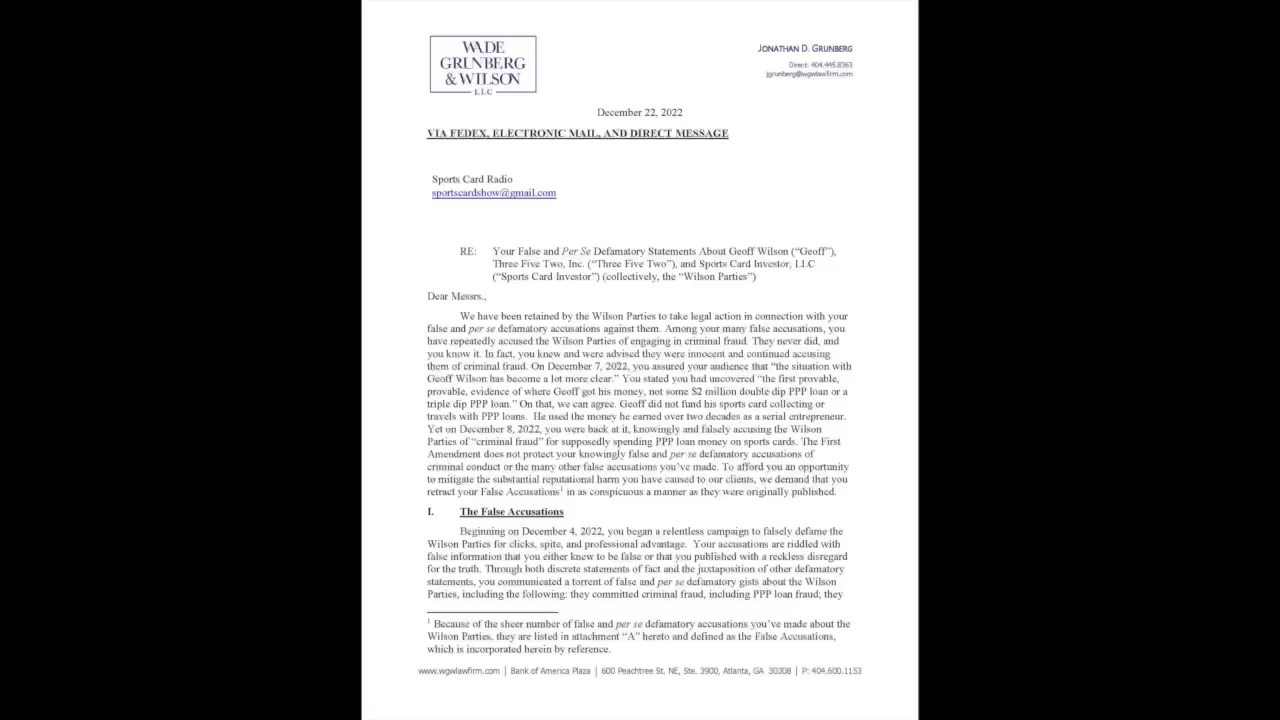 WADE
GRUNBERG
& WILSON
LLC
JONATHAN D. GRUNBERG
Direct: 404.445.8363
jgrunberg@wgwlawfirm.com
December 22, 2022
VIA FEDEX, ELECTRONIC MAIL, AND DIRECT MESSAGE
Sports Card Radio
sportscardshow@gmail.com
RE: Your False and Per Se Defamatory Statements About Geoff Wilson (“Geoff”),
Three Five Two, Inc. (“Three Five Two”), and Sports Card Investor, LLC
(“Sports Card Investor”) (collectively, the “Wilson Parties”)
Dear Messrs.,
We have been retained by the Wilson Parties to take legal action in connection with your
false and per se defamatory accusations against them. Among your many false accusations, you
have repeatedly accused the Wilson Parties of engaging in criminal fraud. They never did, and
you know it. In fact, you knew and were advised they were innocent and continued accusing
them of criminal fraud. On December 7, 2022, you assured your audience that “the situation with
Geoff Wilson has become a lot more clear.” You stated you had uncovered “the first provable,
provable, evidence of where Geoff got his money, not some $2 million double dip PPP loan or a
triple dip PPP loan.” On that, we can agree. Geoff did not fund his sports card collecting or
travels with PPP loans. He used the money he earned over two decades as a serial entrepreneur.
Yet on December 8, 2022, you were back at it, knowingly and falsely accusing the Wilson
Parties of “criminal fraud” for supposedly spending PPP loan money on sports cards. The First
Amendment does not protect your knowingly false and per se defamatory accusations of
criminal conduct or the many other false accusations you’ve made. To afford you an opportunity
to mitigate the substantial reputational harm you have caused to our clients, we demand that you
retract your False Accusations1 in as conspicuous a manner as they were originally published.
I. The False Accusations
Beginning on December 4, 2022, you began a relentless campaign to falsely defame the
Wilson Parties for clicks, spite, and professional advantage. Your accusations are riddled with
false information that you either knew to be false or that you published with a reckless disregard
for the truth. Through both discrete statements of fact and the juxtaposition of other defamatory
statements, you communicated a torrent of false and per se defamatory gists about the Wilson
Parties, including the following: they committed criminal fraud, including PPP loan fraud; they
1 Because of the sheer number of false and per se defamatory accusations you’ve made about the
Wilson Parties, they are listed in attachment “A” hereto and defined as the False Accusations,
which is incorporated herein by reference.
www.wgwlawfirm.com | Bank of America Plaza | 600 Peachtree St. NE, Ste. 3900, Atlanta, GA 30308 | P: 404.600.1153